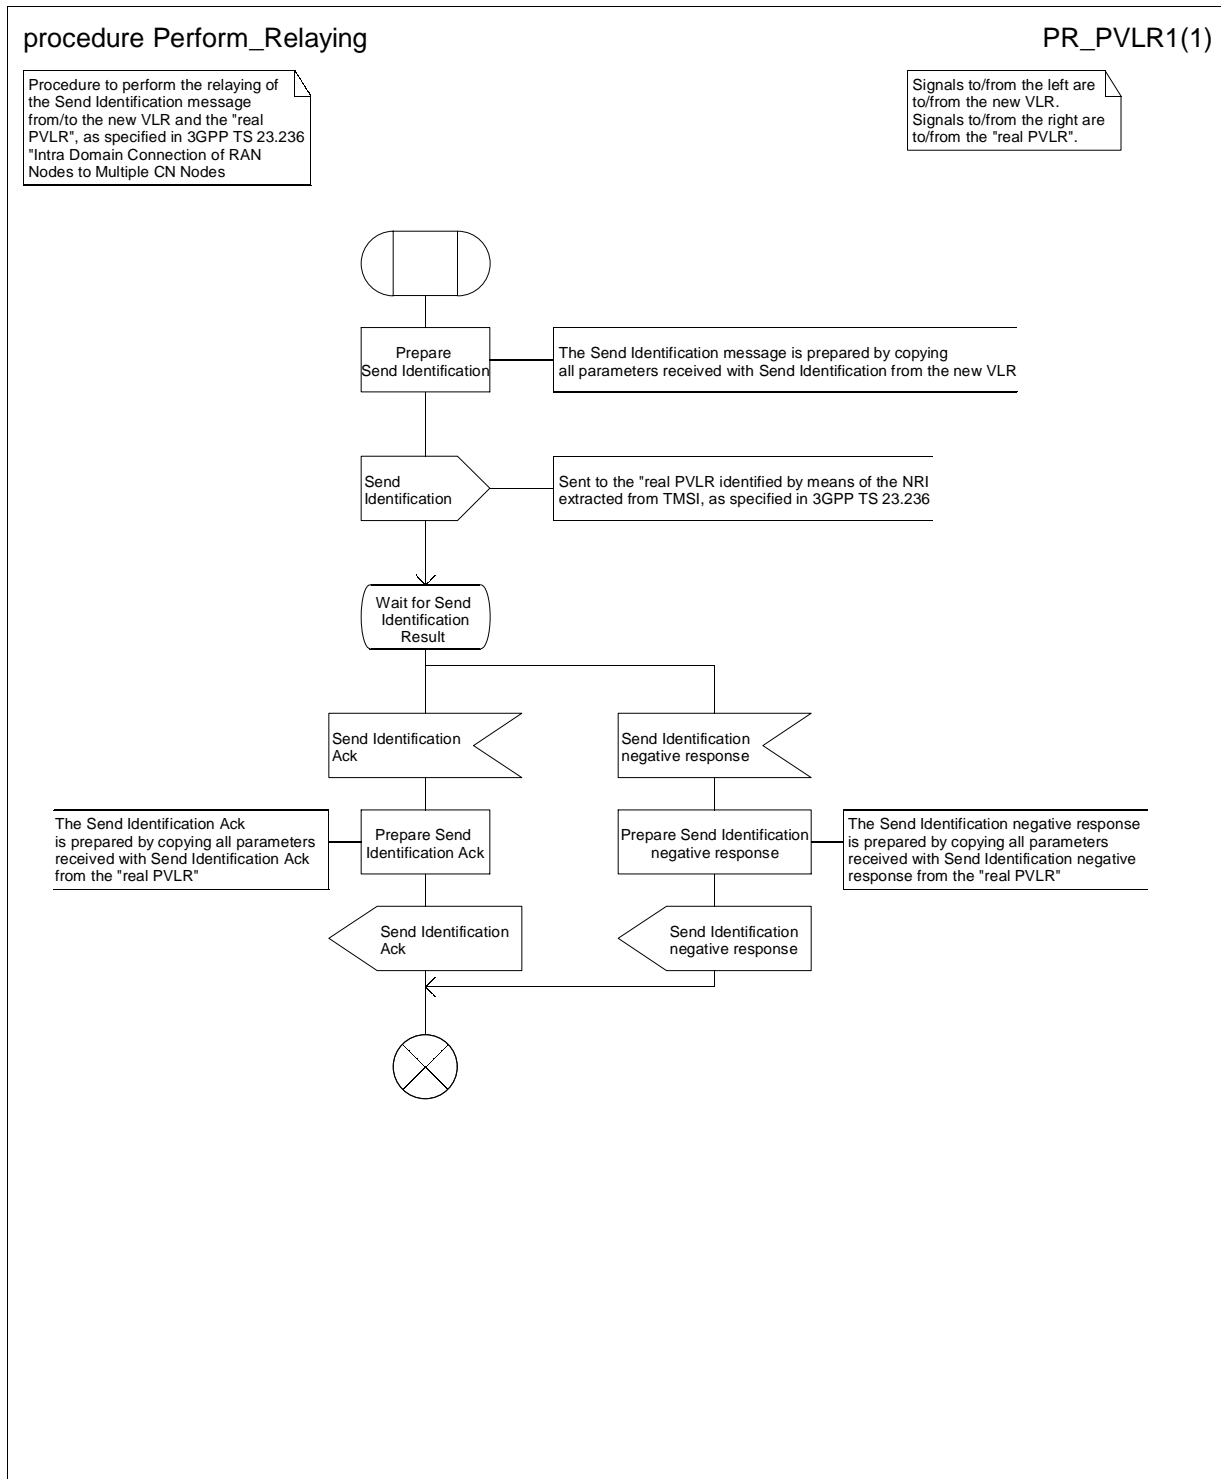 procedure Perform_Relaying
PR_PVLR1(1)
Procedure to perform the relaying of
the Send Identification message
from/to the new VLR and the "real
PVLR", as specified in 3GPP TS 23.236
"Intra Domain Connection of RAN
Nodes to Multiple CN Nodes
Signals to/from the left are
to/from the new VLR.
Signals to/from the right are
to/from the "real PVLR".
Prepare
Send Identification
The Send Identification message is prepared by copying
all parameters received with Send Identification from the new VLR
Send
Identification
Sent to the "real PVLR identified by means of the NRI
extracted from TMSI, as specified in 3GPP TS 23.236
Wait for Send
Identification
Result
Send Identification
Ack
Send Identification
negative response
The Send Identification Ack
is prepared by copying all parameters
received with Send Identification Ack
from the "real PVLR"
Prepare Send
Identification Ack
Prepare Send Identification
negative response
The Send Identification negative response
is prepared by copying all parameters
received with Send Identification negative
response from the "real PVLR"
Send Identification
Ack
Send Identification
negative response